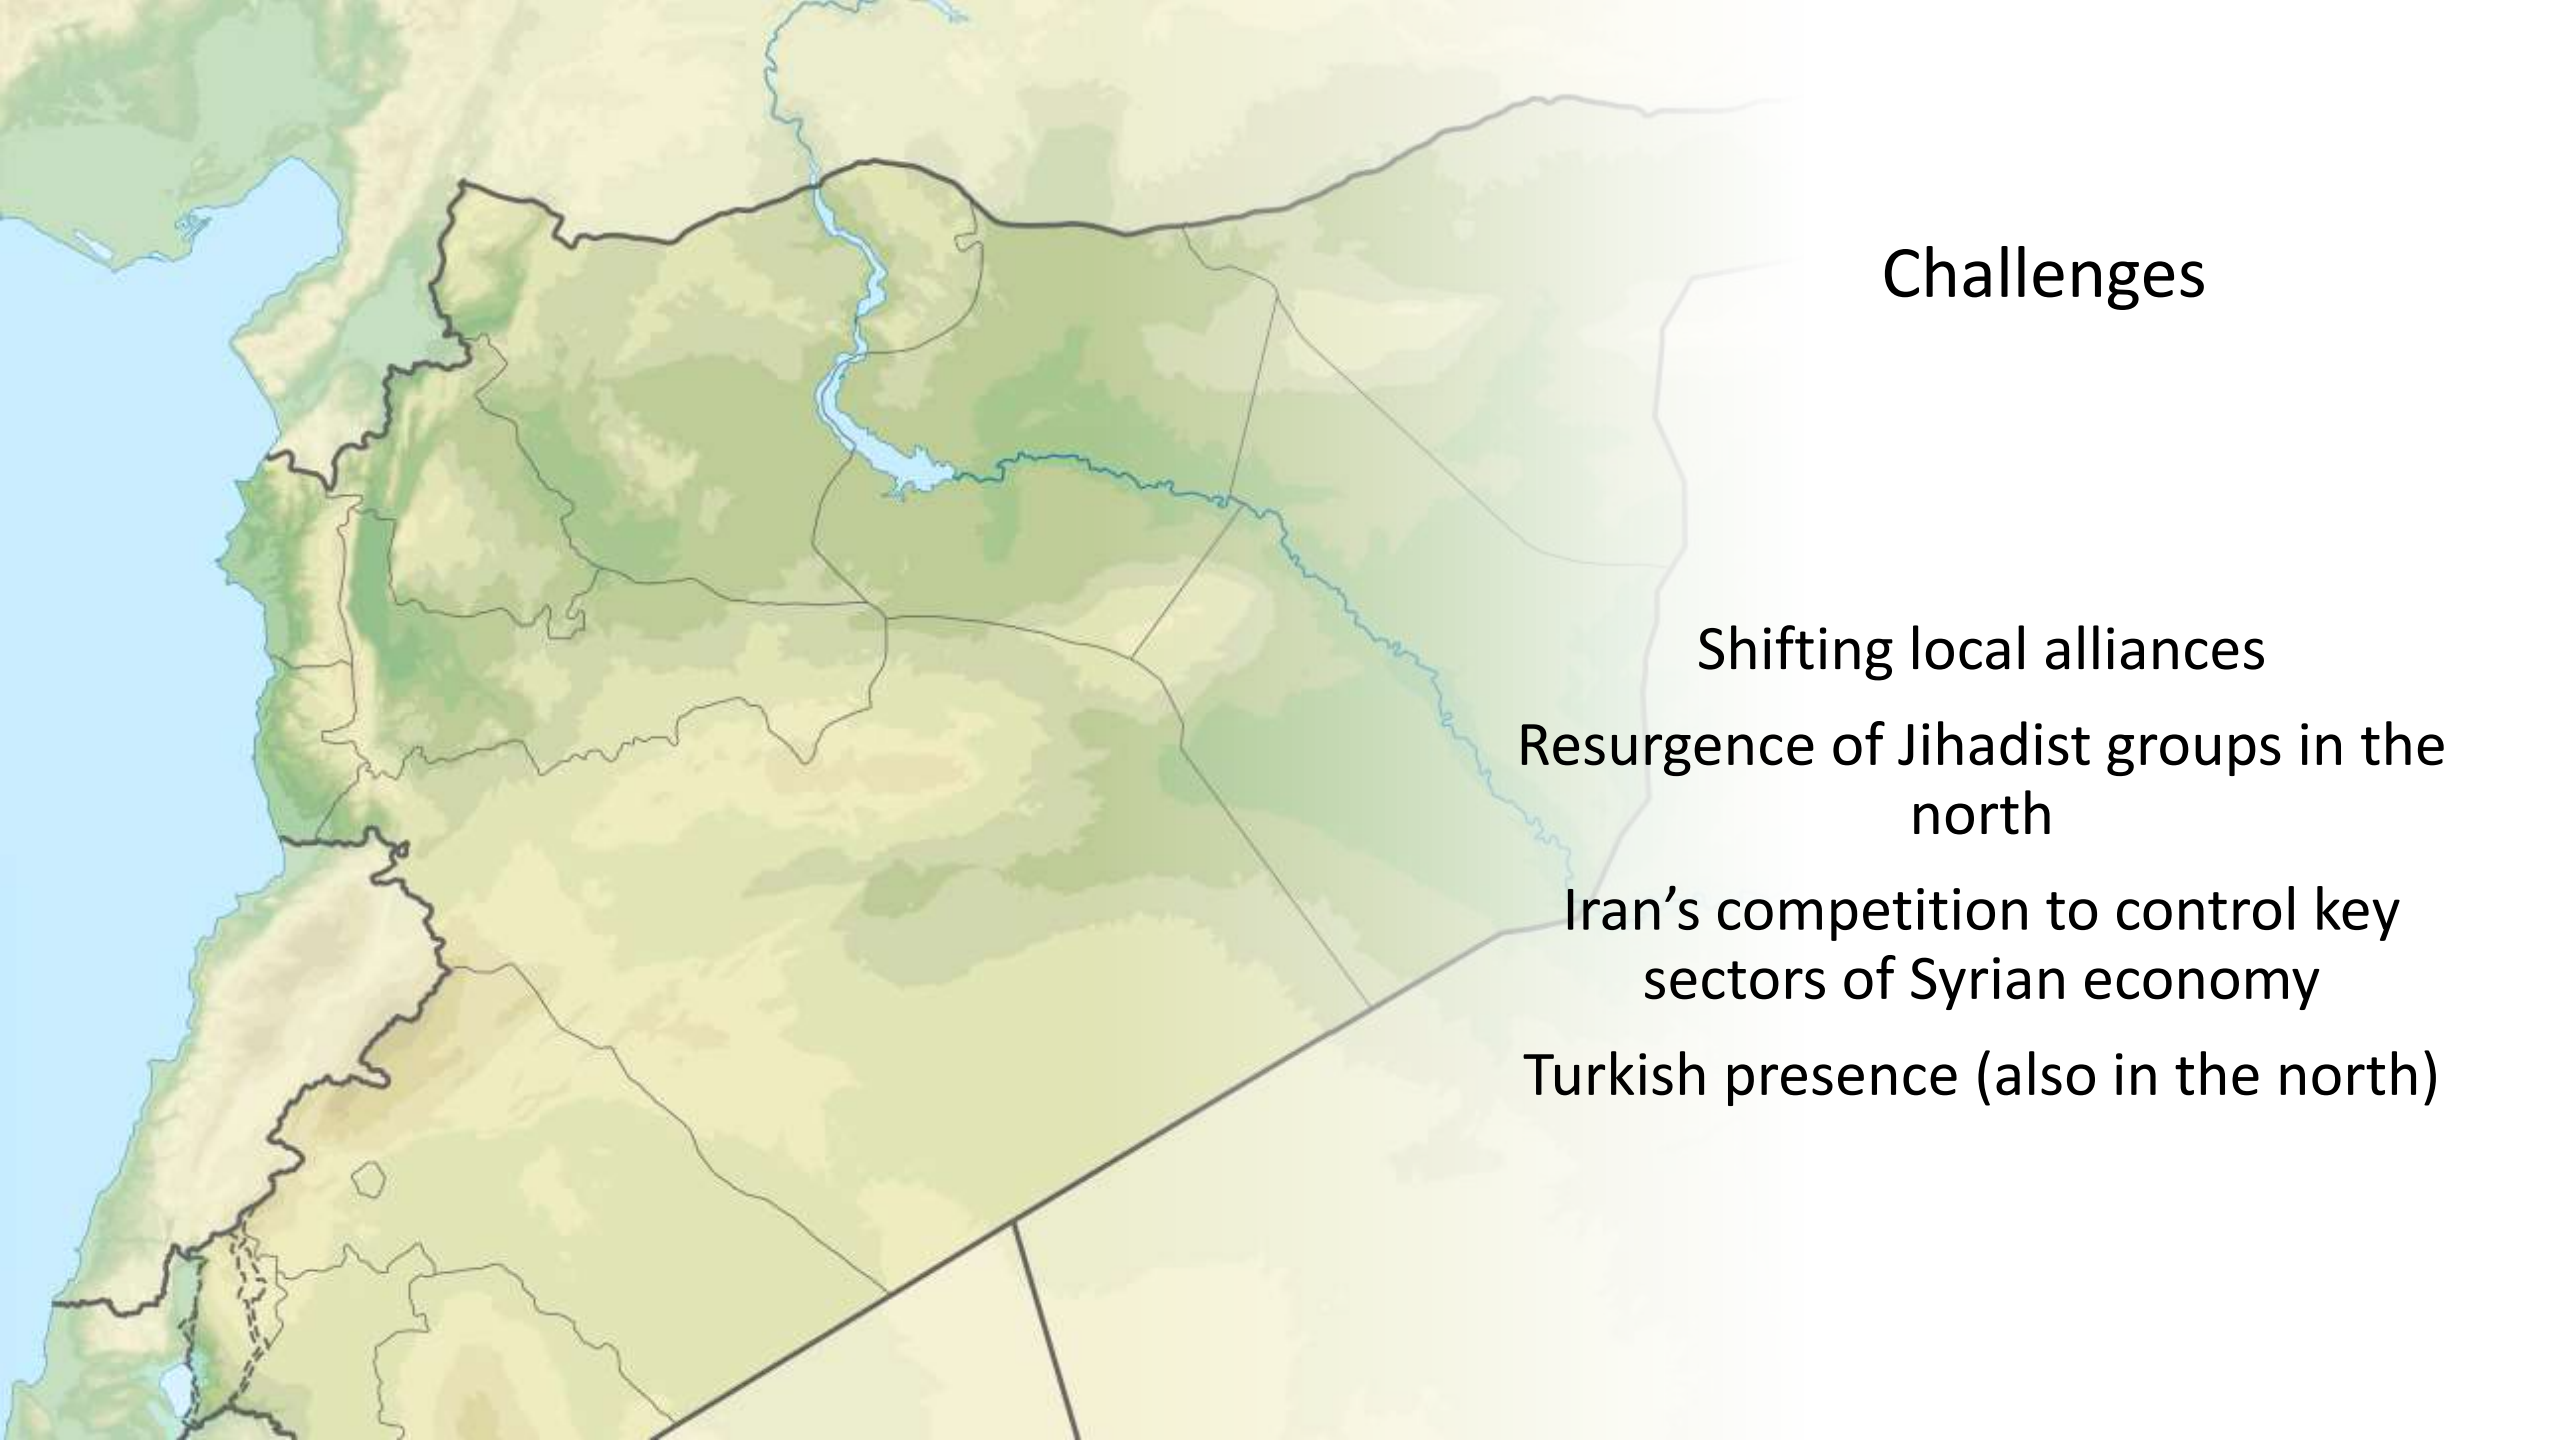 Challenges
Shifting local alliances
Resurgence of Jihadist groups in the
north
Iran’s competition to control key
sectors of Syrian economy
Turkish presence (also in the north)